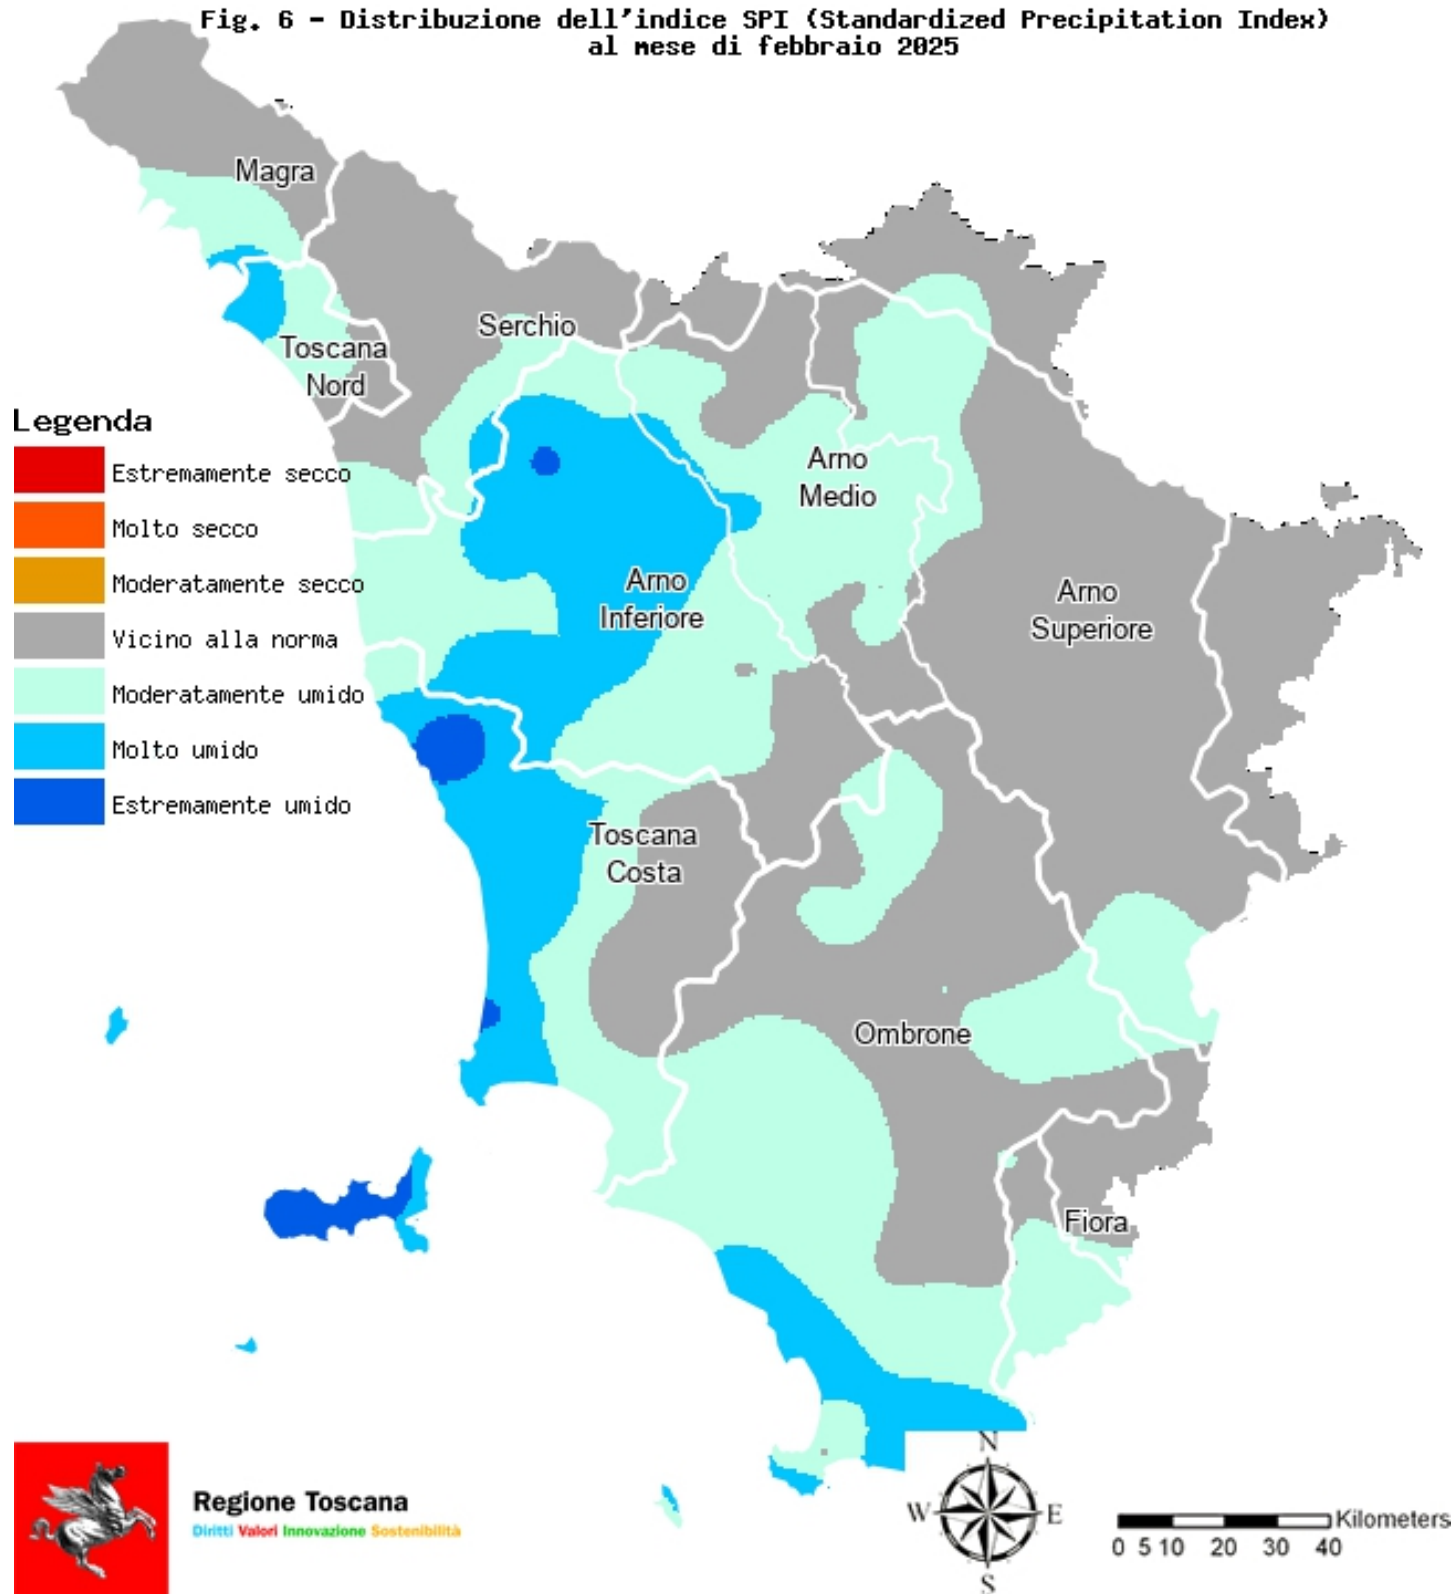 Fig. 6 - Distribuzione dell'indice SPI (Standardized Precipitation Index)
al mese di febbraio 2025
Magra
Serchio
Toscana
Nord
Legenda
Estremamente secco
Molto secco
Moderatamente secco
Vicino alla norma
Moderatamente umido
Molto umido
Estremamente umido
Arno
Medio
Arno
Inferiore
Arno
Superiore
Toscana
Costa
Ombrone
Fiora
Regione Toscana
Diritti Valori Innovazione Sostenibilità
N
W
E
S
Kilometers
0 5 10 20 30 40